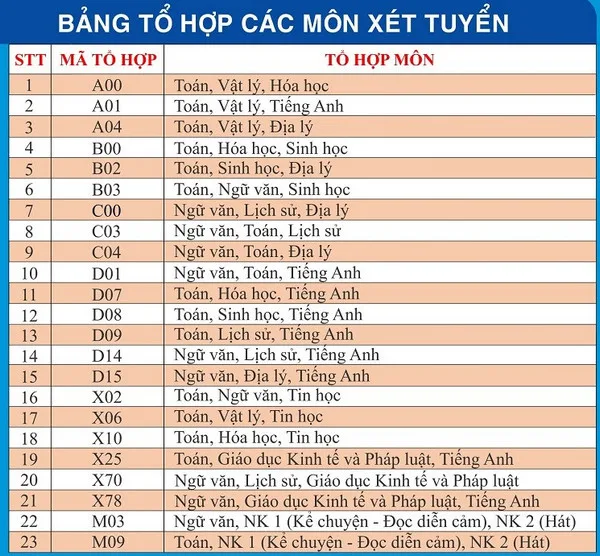 BẢNG TỔ HỢP CÁC MÔN XÉT TUYỂN
STT MÃ TỔ HỢP TỔ HỢP MÔN
1 A00 Toán, Vật lý, Hóa học
2 A01 Toán, Vật lý, Tiếng Anh
3 A04 Toán, Vật lý, Địa lý
4 B00 Toán, Hóa học, Sinh học
5 B02 Toán, Sinh học, Địa lý
6 B03 Toán, Ngữ văn, Sinh học
7 C00 Ngữ văn, Lịch sử, Địa lý
8 C03 Ngữ văn, Toán, Lịch sử
9 C04 Ngữ văn, Toán, Địa lý
10 D01 Ngữ văn, Toán, Tiếng Anh
11 D07 Toán, Hóa học, Tiếng Anh
12 D08 Toán, Sinh học, Tiếng Anh
13 D09 Toán, Lịch sử, Tiếng Anh
14 D14 Ngữ văn, Lịch sử, Tiếng Anh
15 D15 Ngữ văn, Địa lý, Tiếng Anh
16 X02 Toán, Ngữ văn, Tin học
17 X06 Toán, Vật lý, Tin học
18 X10 Toán, Hóa học, Tin học
19 X25 Toán, Giáo dục Kinh tế và Pháp luật, Tiếng Anh
20 X70 Ngữ văn, Lịch sử, Giáo dục Kinh tế và Pháp luật
21 X78 Ngữ văn, Giáo dục Kinh tế và Pháp luật, Tiếng Anh
22 M03 Ngữ văn, NK 1 (Kể chuyện - Đọc diễn cảm), NK 2 (Hát)
23 M09 Toán, NK 1 (Kể chuyện - Đọc diễn cảm), NK 2 (Hát)